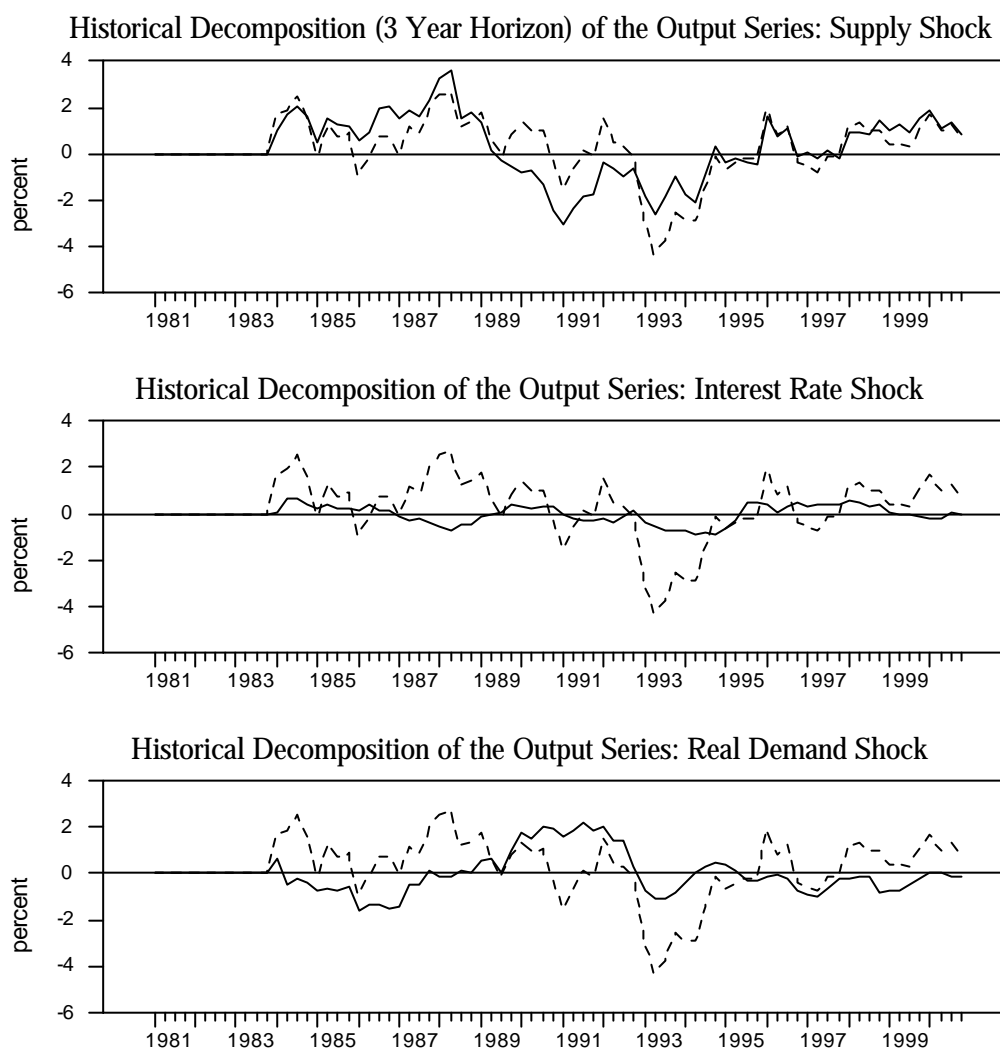 Historical Decomposition (3 Year Horizon) of the Output Series: Supply Shock
4
2
0
-2
-4
-6
percent
1981 1983 1985 1987 1989 1991 1993 1995 1997 1999
Historical Decomposition of the Output Series: Interest Rate Shock
4
2
0
-2
-4
-6
percent
1981 1983 1985 1987 1989 1991 1993 1995 1997 1999
Historical Decomposition of the Output Series: Real Demand Shock
4
2
0
-2
-4
-6
percent
1981 1983 1985 1987 1989 1991 1993 1995 1997 1999